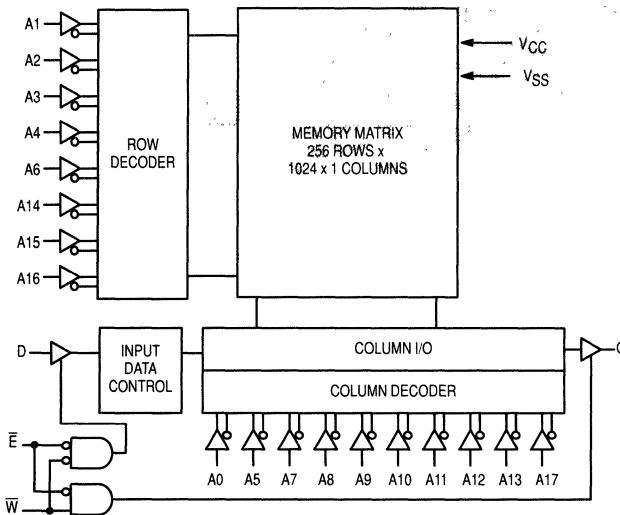 A1
A2
A3
A4
A6
A14
A15
A16
ROW
DECODER
MEMORY MATRIX
256 ROWS x
1024 x 1 COLUMNS
VCC
VSS
D
INPUT
DATA
CONTROL
COLUMN I/O
COLUMN DECODER
E̅
W̅
A0 A5 A7 A8 A9 A10 A11 A12 A13 A17